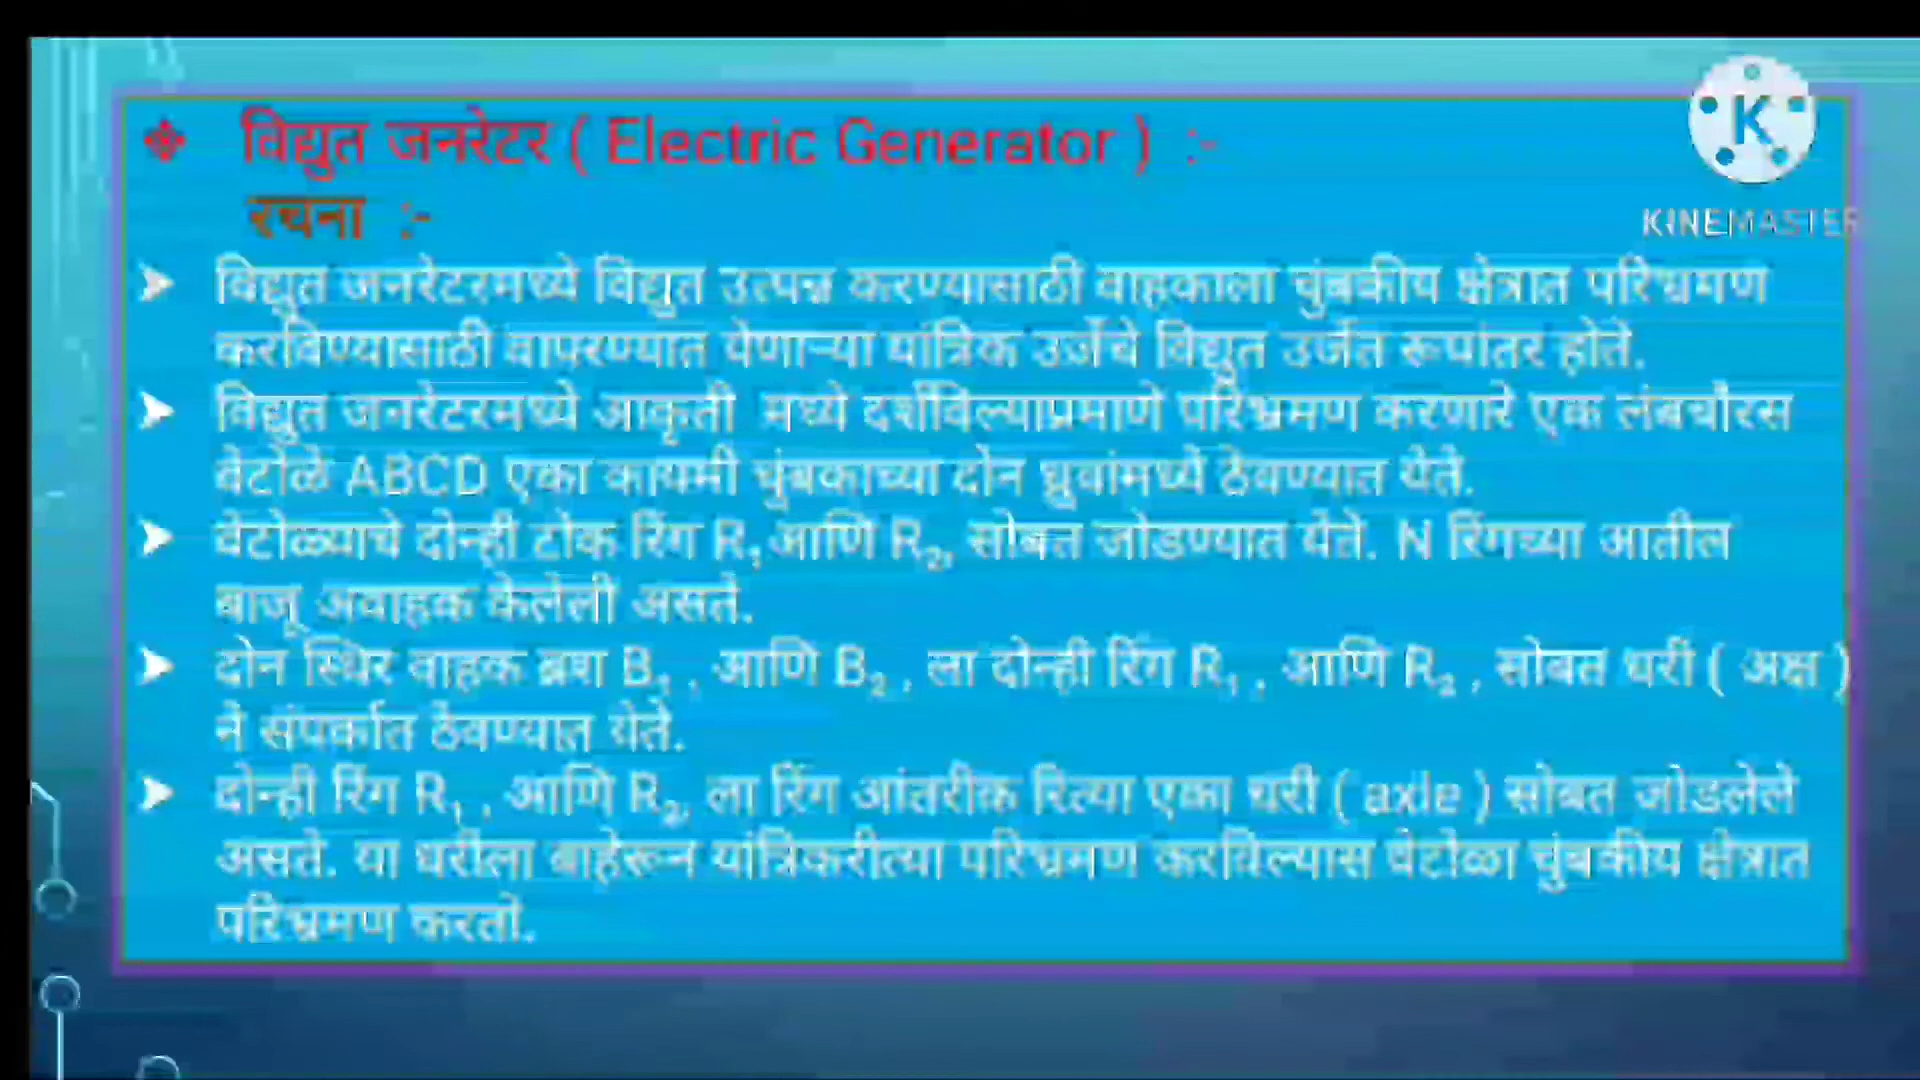 विद्युत जनरेटर ( Electric Generator ) :-
रचना :-
विद्युत जनरेटरमध्ये विद्युत उत्पन्न करण्यासाठी वाहकाला चुंबकीय क्षेत्रात परिभ्रमण
करविण्यासाठी वापरण्यात येणाऱ्या यांत्रिक उर्जेचे विद्युत उर्जेत रूपांतर होते.
विद्युत जनरेटरमध्ये आकृती मध्ये दर्शविल्याप्रमाणे परिभ्रमण करणारे एक लंबचौरस
वेटोळे ABCD एका कायमी चुंबकाच्या दोन ध्रुवांमध्ये ठेवण्यात येते.
वेटोळ्याचे दोन्ही टोक रिंग R₁ आणि R₂, सोबत जोडण्यात येते. N रिंगच्या आतील
बाजू अवाहक केलेली असते.
दोन स्थिर वाहक ब्रश B₁ , आणि B₂ , ला दोन्ही रिंग R₁ , आणि R₂ , सोबत धरी ( अक्ष )
ने संपर्कात ठेवण्यात येते.
दोन्ही रिंग R₁ , आणि R₂, ला रिंग आंतरीक रित्या एका धरी ( axle ) सोबत जोडलेले
असते. या धरीला बाहेरून यांत्रिकरीत्या परिभ्रमण करविल्यास वेटोळा चुंबकीय क्षेत्रात
परिभ्रमण करतो.
K
KINEMASTER